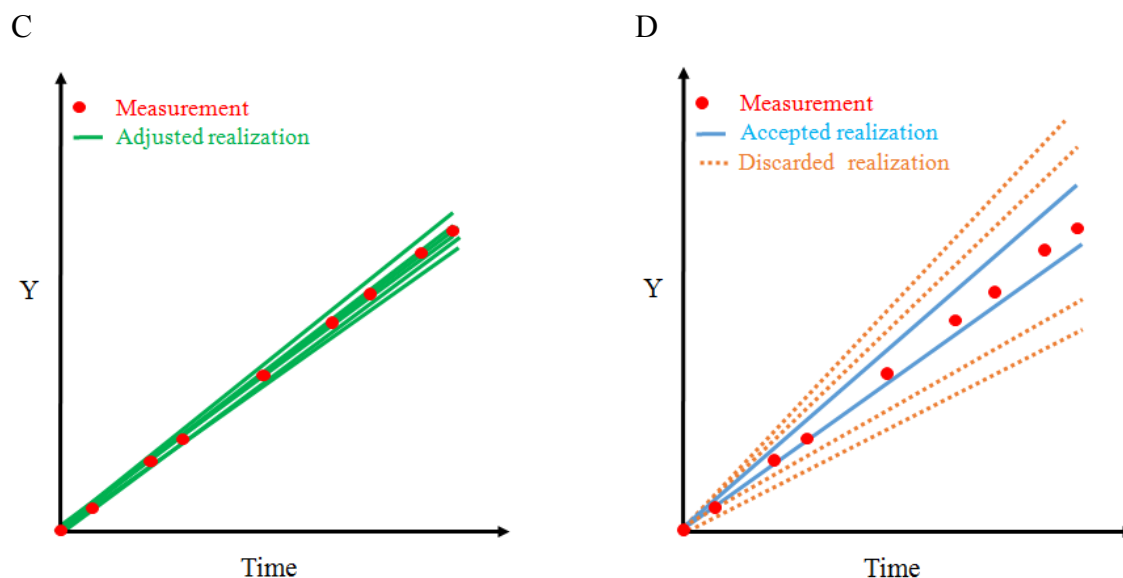 C
Measurement
Adjusted realization
Y
Time
D
Measurement
Accepted realization
Discarded realization
Y
Time